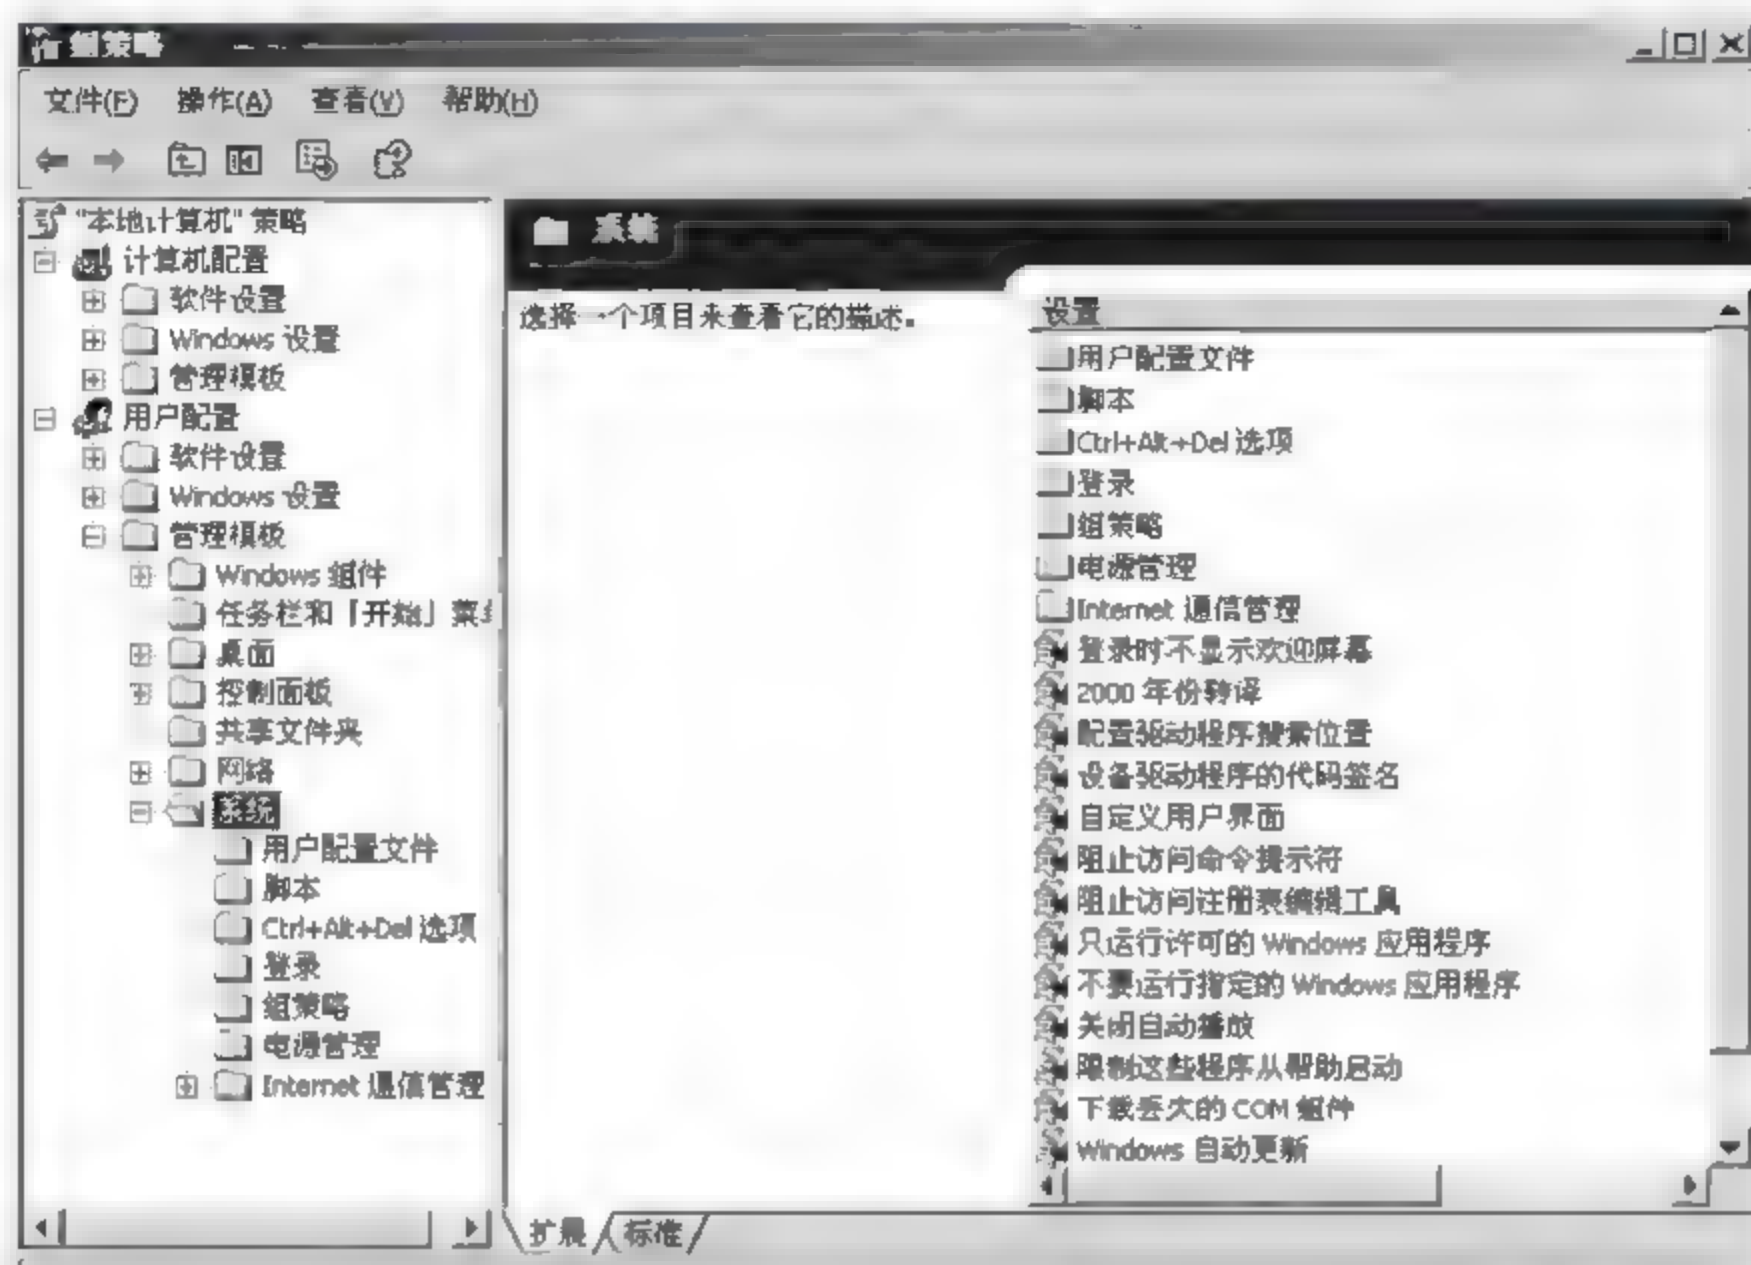 组策略
文件(F) 操作(A) 查看(V) 帮助(H)
"本地计算机" 策略
计算机配置
软件设置
Windows 设置
管理模板
用户配置
软件设置
Windows 设置
管理模板
Windows 组件
任务栏和「开始」菜
桌面
控制面板
共享文件夹
网络
系统
用户配置文件
脚本
Ctrl+Alt+Del 选项
登录
组策略
电源管理
Internet 通信管理
系统
选择一个项目来查看它的描述。
设置
用户配置文件
脚本
Ctrl+Alt+Del 选项
登录
组策略
电源管理
Internet 通信管理
登录时不显示欢迎屏幕
2000 年份转译
配置驱动程序搜索位置
设备驱动程序的代码签名
自定义用户界面
阻止访问命令提示符
阻止访问注册表编辑工具
只运行许可的 Windows 应用程序
不要运行指定的 Windows 应用程序
关闭自动播放
限制这些程序从帮助启动
下载丢失的 COM 组件
Windows 自动更新
扩展 标准